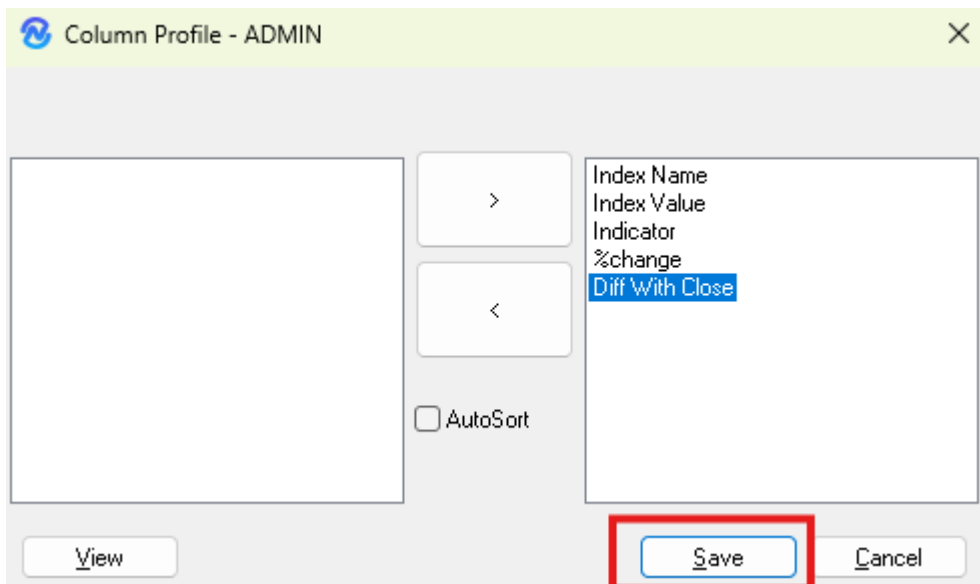 Column Profile - ADMIN
>
<
AutoSort
Index Name
Index Value
Indicator
%change
Diff With Close
View
Save
Cancel